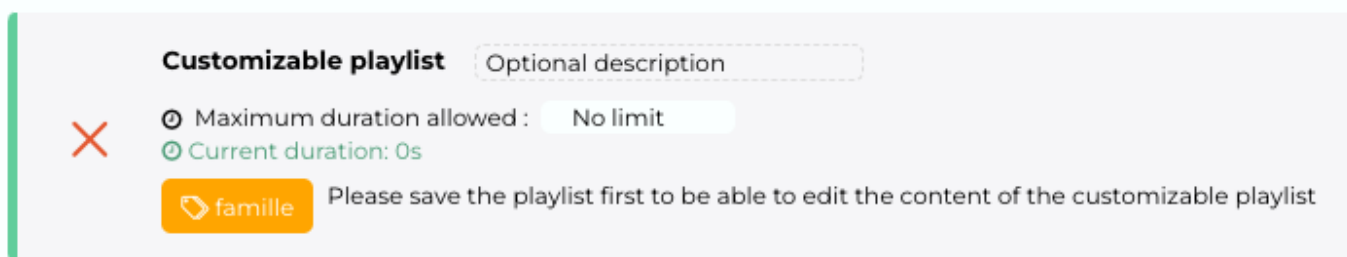 Customizable playlist Optional description
Maximum duration allowed : No limit
Current duration: 0s
famille Please save the playlist first to be able to edit the content of the customizable playlist